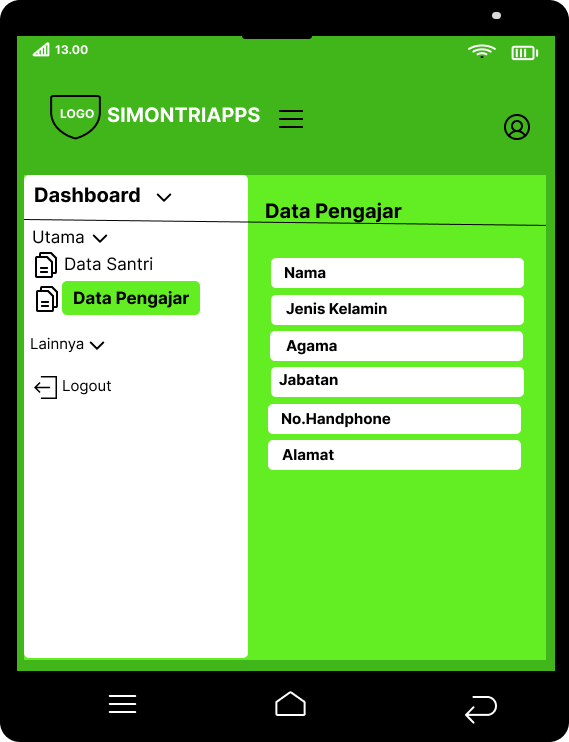 13.00
LOGO SIMONTRIAPPS
Dashboard
Utama
Data Santri
Data Pengajar
Lainnya
Logout
Data Pengajar
Nama
Jenis Kelamin
Agama
Jabatan
No.Handphone
Alamat